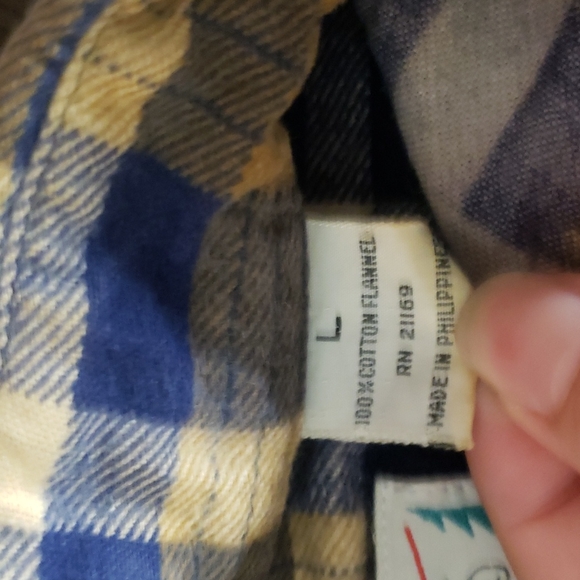 L
100% COTTON FLANNEL
RN 21169
MADE IN PHILIPPINES